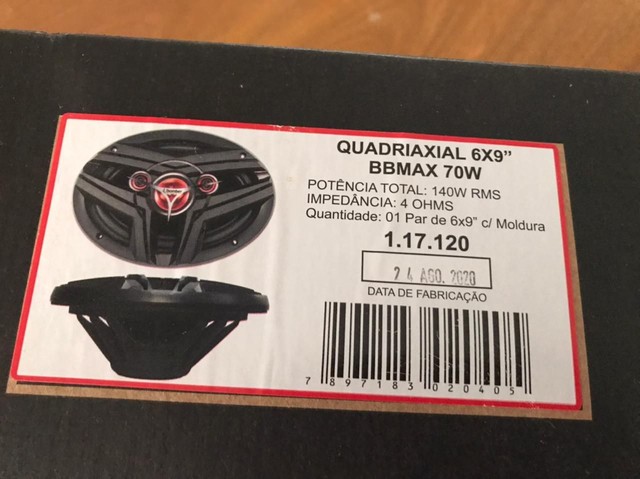 QUADRIAXIAL 6X9”
BBMAX 70W
POTÊNCIA TOTAL: 140W RMS
IMPEDÂNCIA: 4 OHMS
Quantidade: 01 Par de 6x9" c/ Moldura
1.17.120
24 AGO. 2020
DATA DE FABRICAÇÃO
7 897183 020405